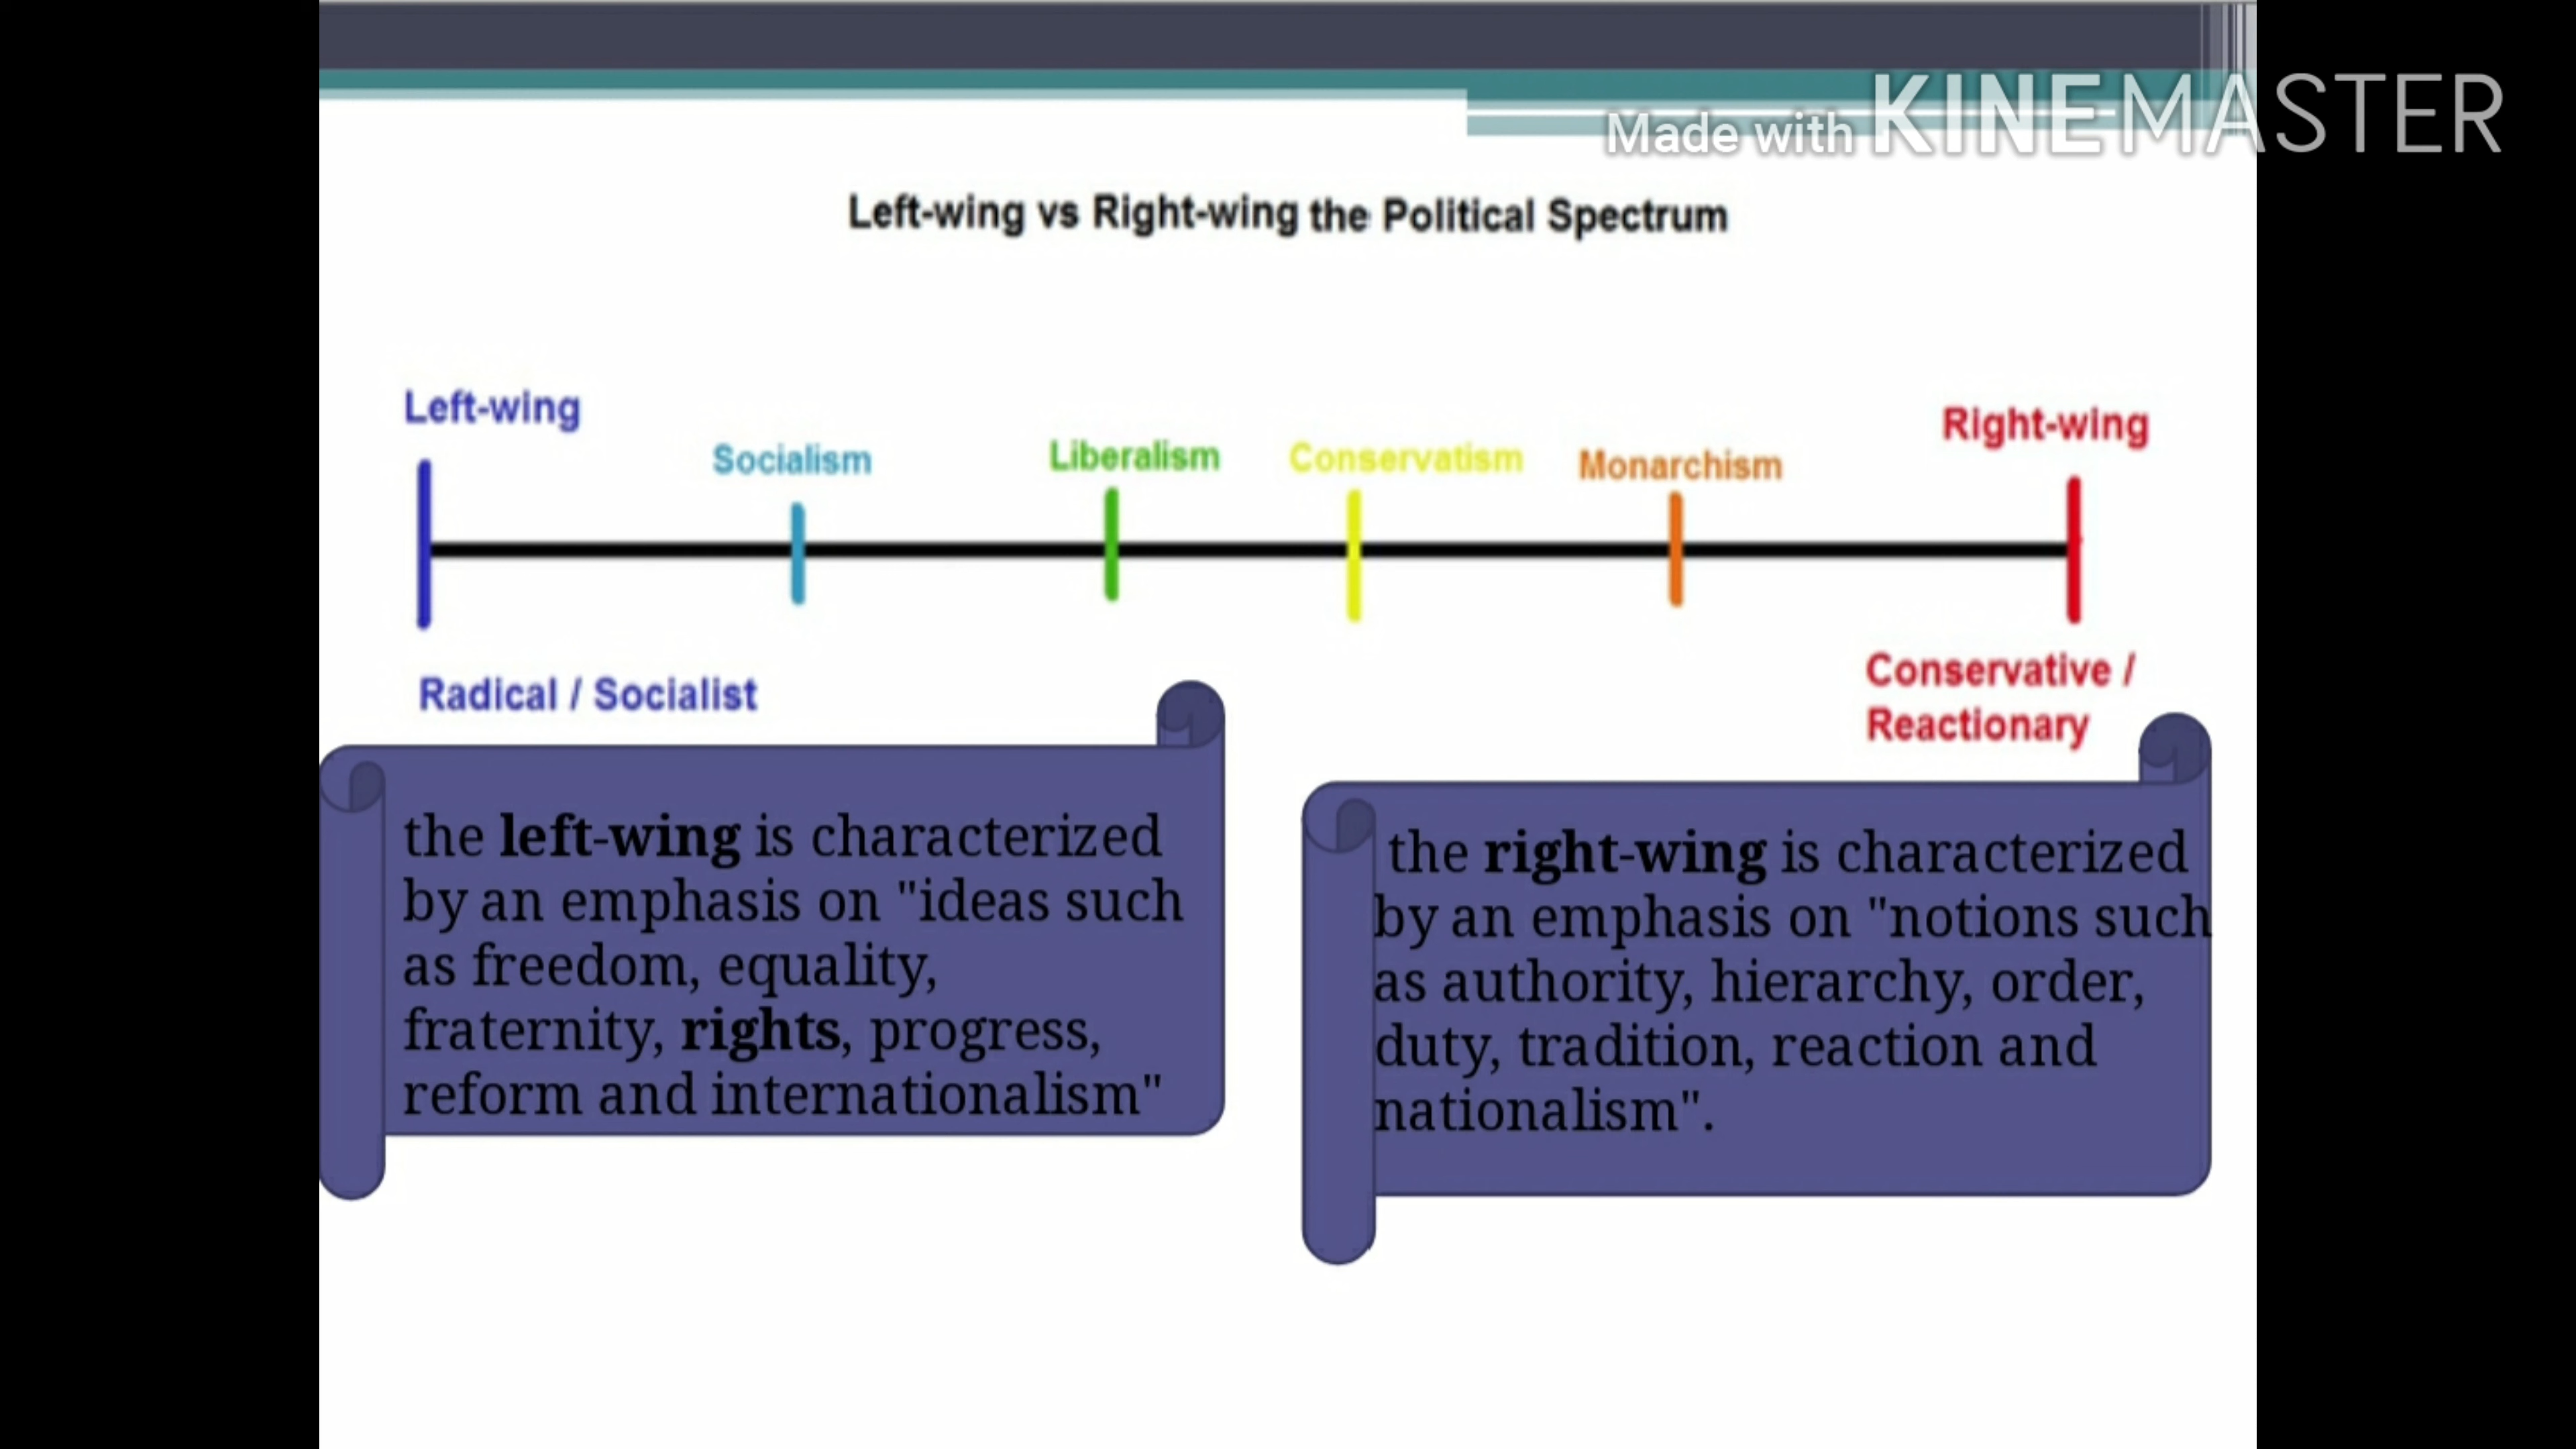 Made with KINEMASTER
Left-wing vs Right-wing the Political Spectrum
Left-wing
Socialism
Liberalism
Conservatism
Monarchism
Right-wing
Radical / Socialist
Conservative /
Reactionary
the left-wing is characterized
by an emphasis on "ideas such
as freedom, equality,
fraternity, rights, progress,
reform and internationalism"
the right-wing is characterized
by an emphasis on "notions such
as authority, hierarchy, order,
duty, tradition, reaction and
nationalism".